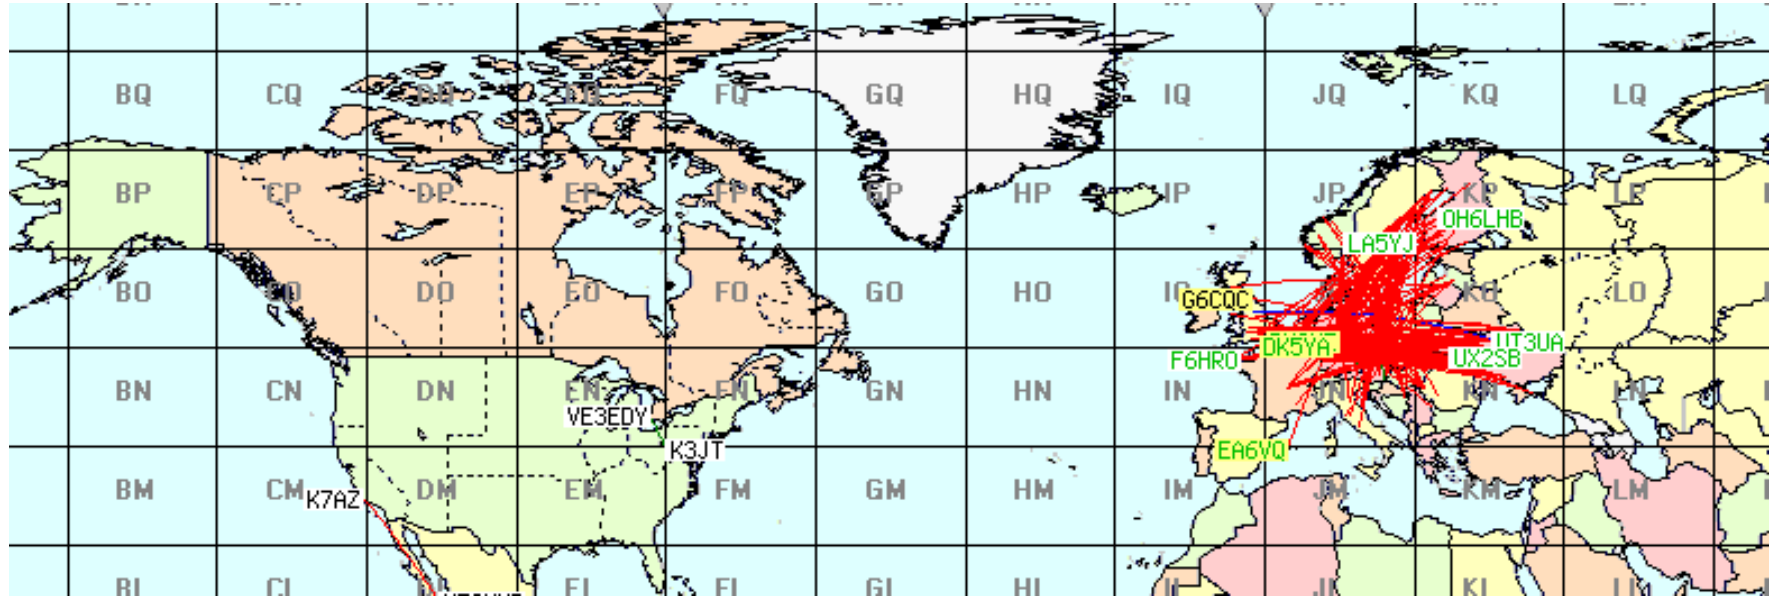 BQ CQ DQ EQ FQ GQ HQ IQ JQ KQ LQ
BP CP DP EP FP GP HP IP JP KP LP
OH6LHB
LA5YJ
BO CO DO EO FO GO HO G6CQC KO LO
DK5YA UT3UA
F6HRO UX2SB
BN CN DN EN FN GN HN IN JN KN LN
VE3EDY
K3JT EA6VQ
BM CM DM EM FM GM HM IM JM KM LM
K7AZ